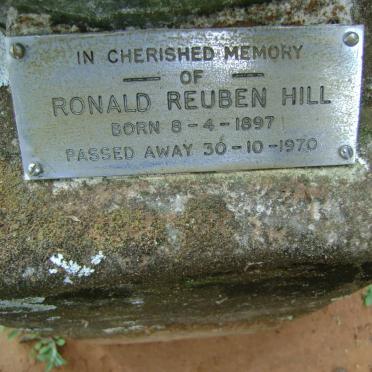 IN CHERISHED MEMORY
OF
RONALD REUBEN HILL
BORN 8-4-1897
PASSED AWAY 30-10-1970